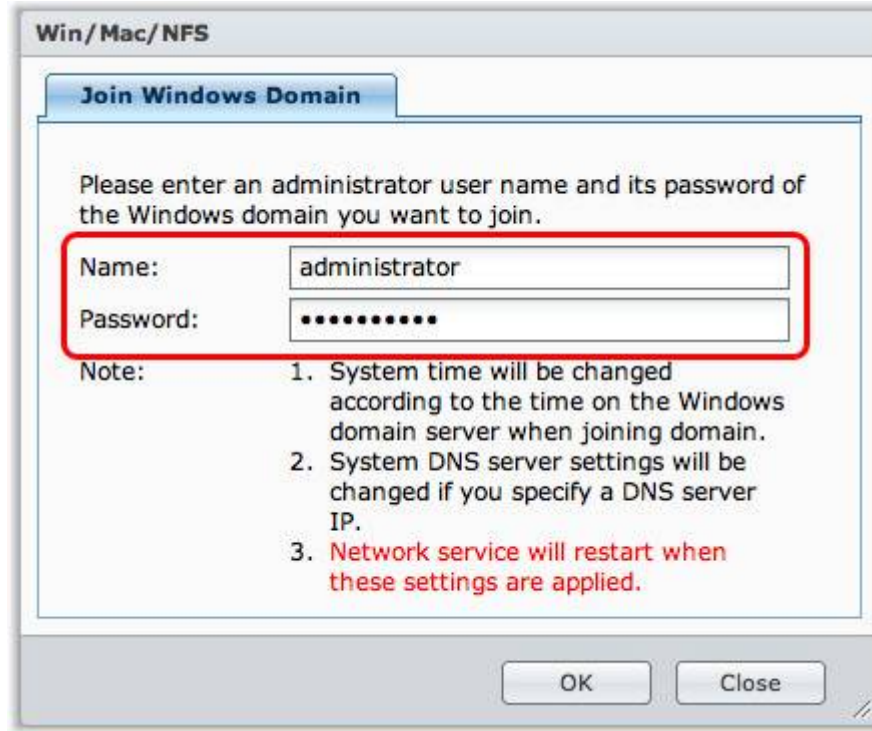 Win/Mac/NFS
Join Windows Domain
Please enter an administrator user name and its password of
the Windows domain you want to join.
Name: administrator
Password: ••••••••••
Note: 1. System time will be changed
according to the time on the Windows
domain server when joining domain.
2. System DNS server settings will be
changed if you specify a DNS server
IP.
3. Network service will restart when
these settings are applied.
OK Close